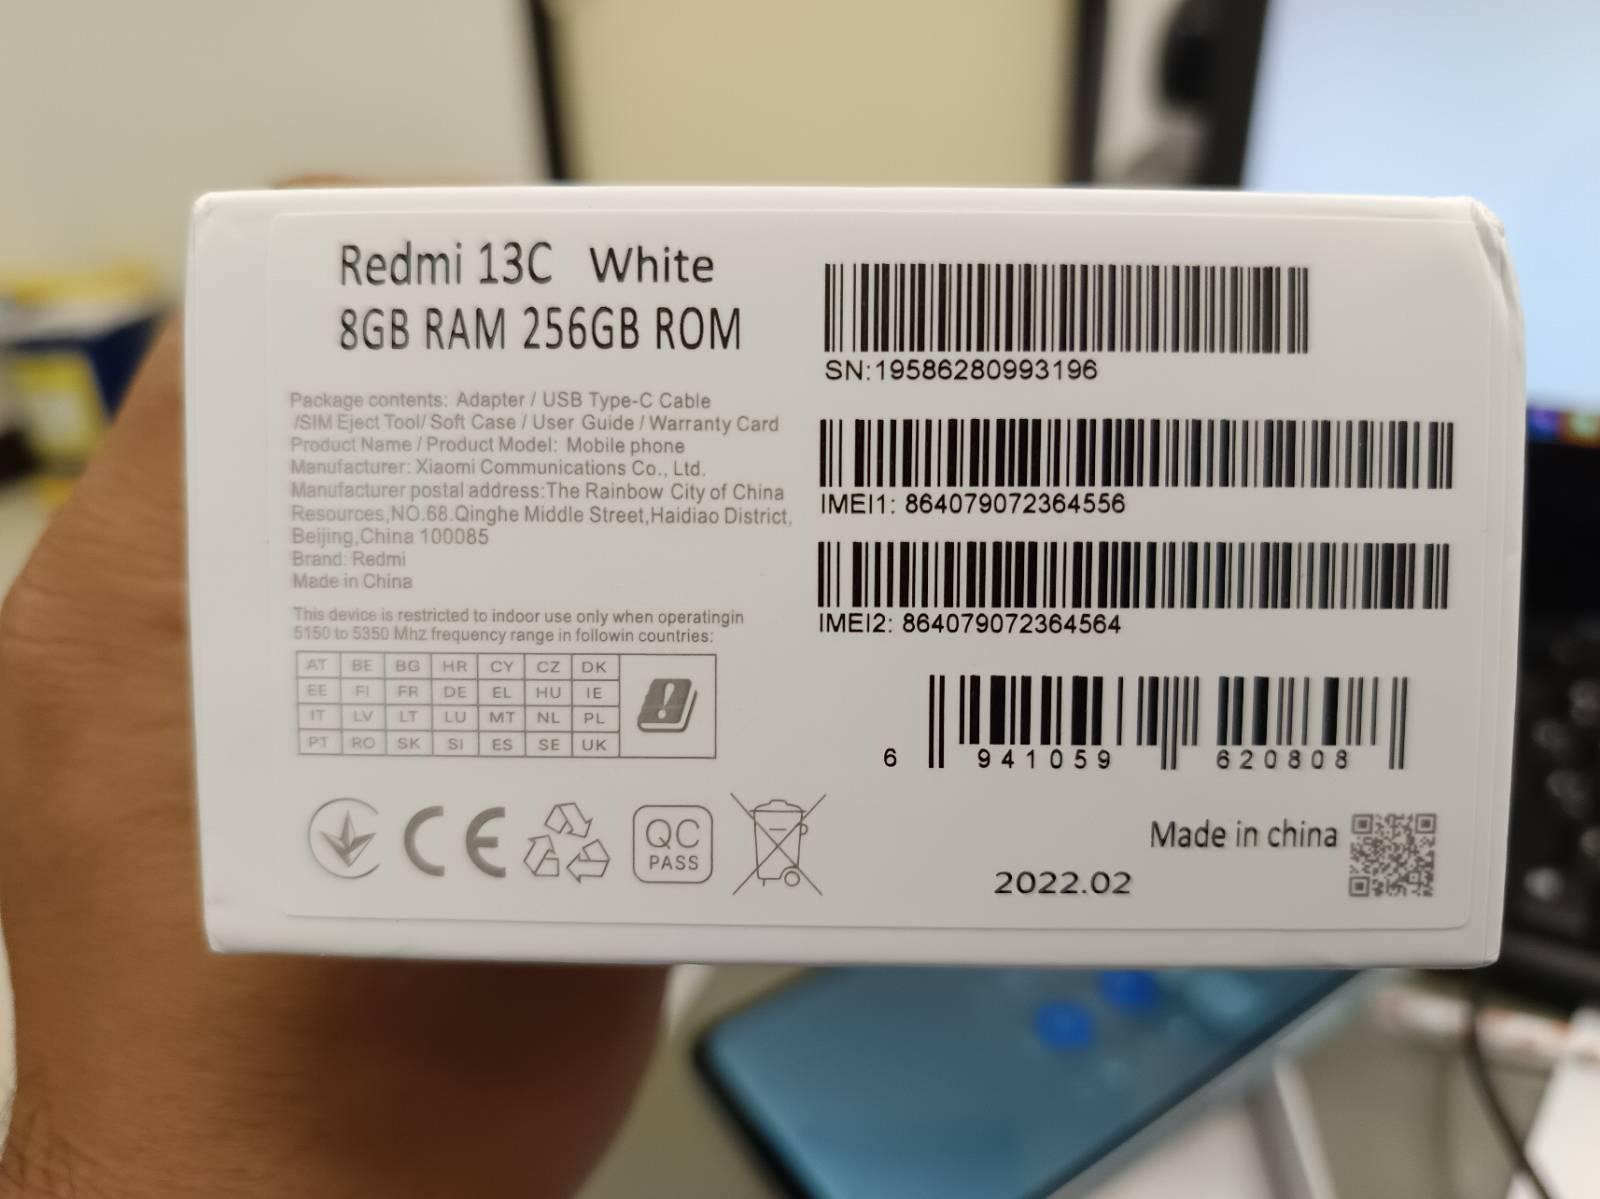 Redmi 13C White
8GB RAM 256GB ROM
Package contents: Adapter / USB Type-C Cable
/SIM Eject Tool/ Soft Case / User Guide / Warranty Card
Product Name / Product Model: Mobile phone
Manufacturer: Xiaomi Communications Co., Ltd.
Manufacturer postal address:The Rainbow City of China
Resources,NO.68.Qinghe Middle Street,Haidiao District,
Beijing,China 100085
Brand: Redmi
Made in China
This device is restricted to indoor use only when operatingin
5150 to 5350 Mhz frequency range in followin countries:
AT BE BG HR CY CZ DK
EE FI FR DE EL HU IE
IT LV LT LU MT NL PL
PT RO SK SI ES SE UK
CE
QC
PASS
SN:19586280993196
IMEI1: 864079072364556
IMEI2: 864079072364564
6 941059 620808
Made in china
2022.02